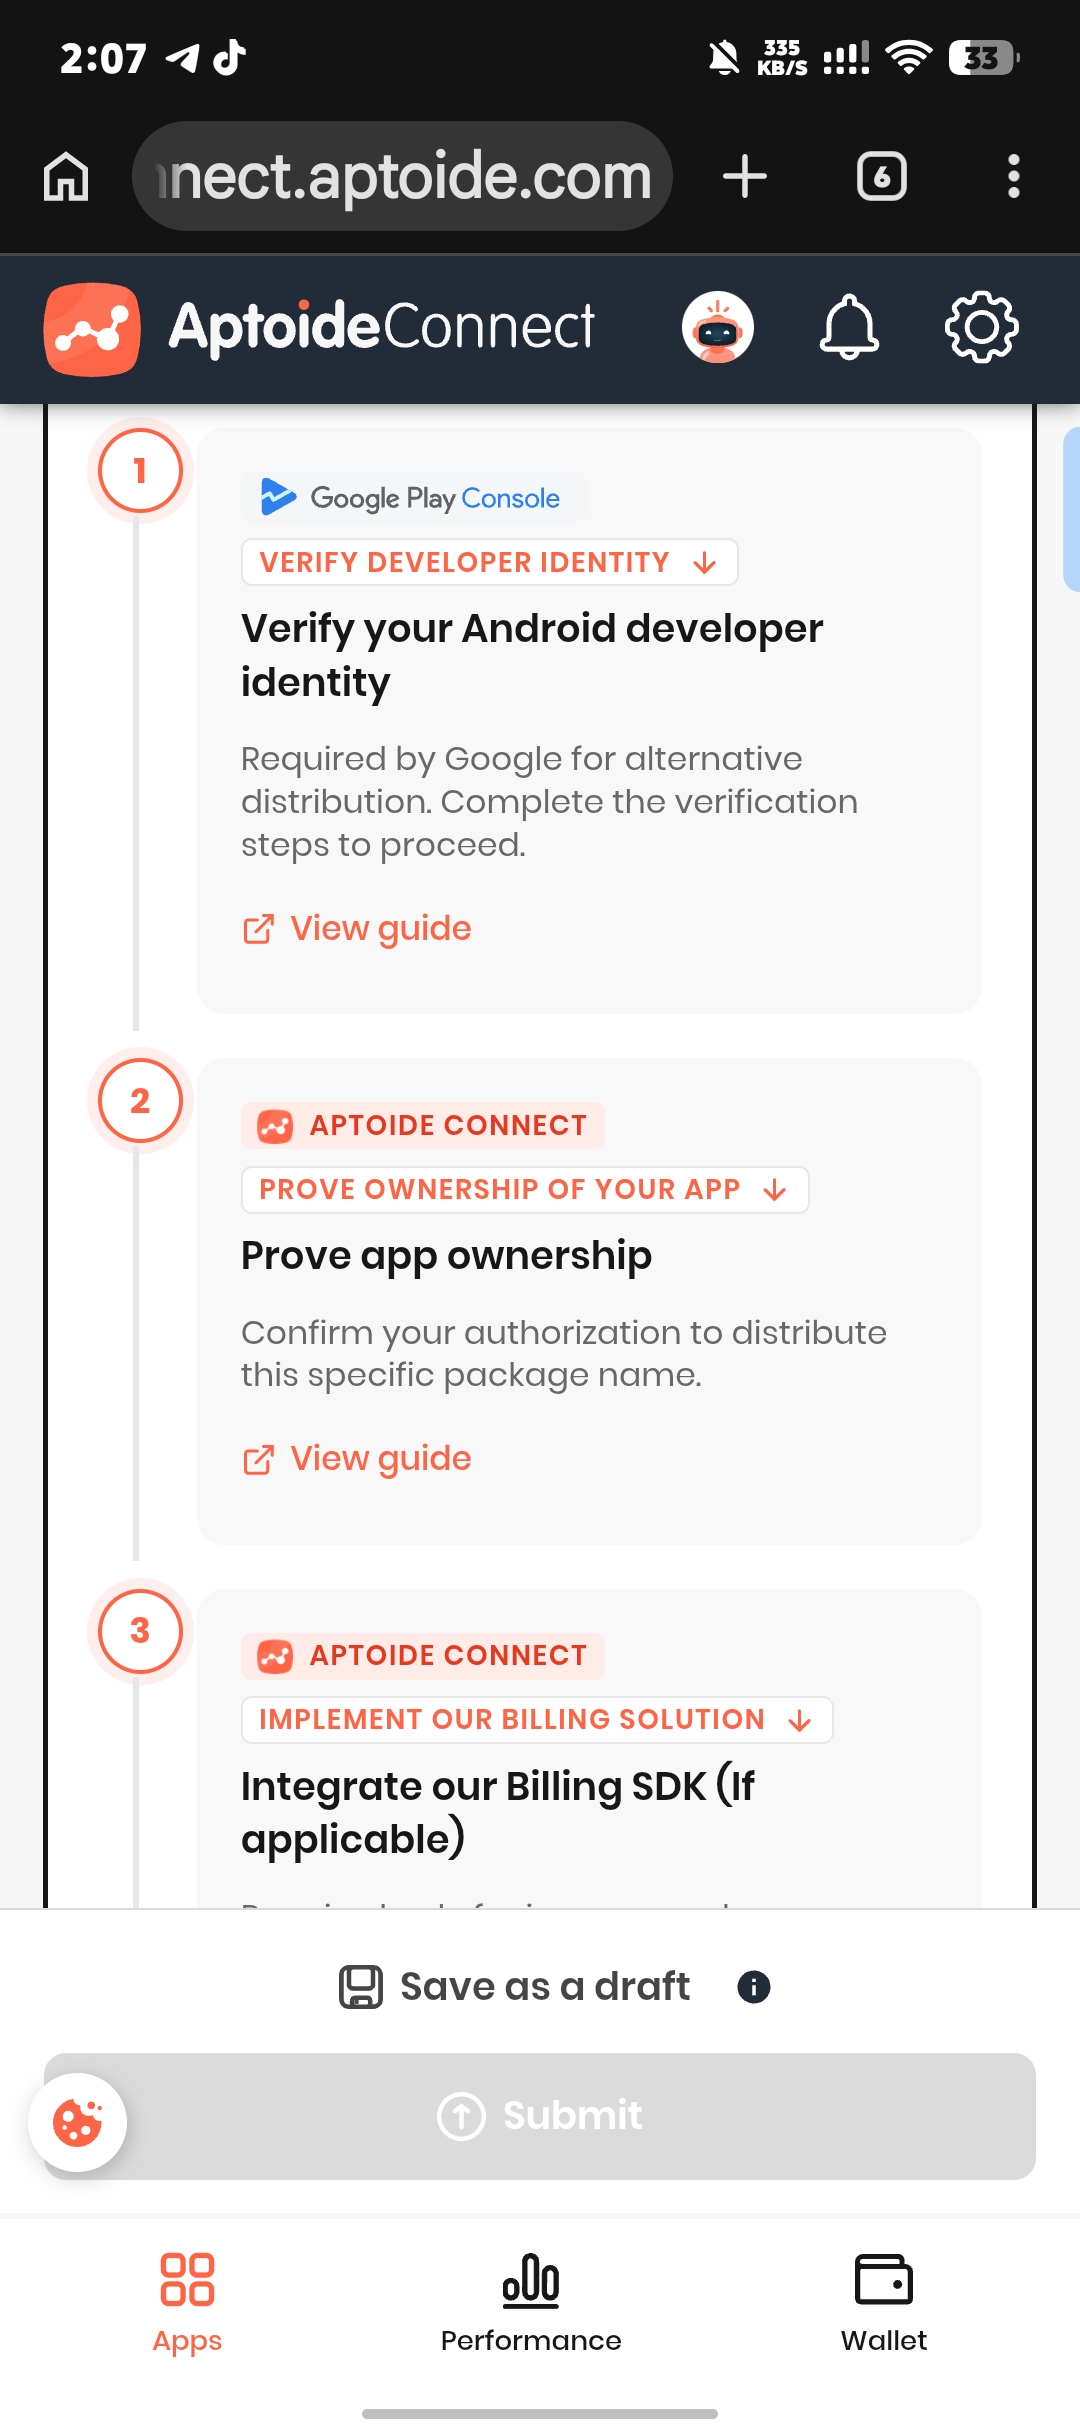 2:07
335
KB/S
33
nnect.aptoide.com
6
AptoideConnect
1
Google Play Console
VERIFY DEVELOPER IDENTITY
Verify your Android developer
identity
Required by Google for alternative
distribution. Complete the verification
steps to proceed.
View guide
2
APTOIDE CONNECT
PROVE OWNERSHIP OF YOUR APP
Prove app ownership
Confirm your authorization to distribute
this specific package name.
View guide
3
APTOIDE CONNECT
IMPLEMENT OUR BILLING SOLUTION
Integrate our Billing SDK (If
applicable)
Save as a draft
Submit
Apps
Performance
Wallet